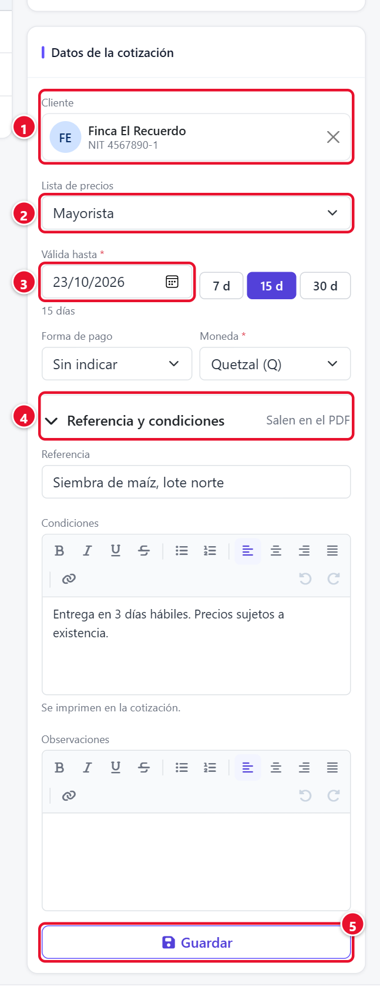 Datos de la cotización
1
Cliente
FE
Finca El Recuerdo
NIT 4567890-1
Lista de precios
2
Mayorista
Válida hasta *
3
23/10/2026
7 d
15 d
30 d
15 días
Forma de pago
Moneda *
Sin indicar
Quetzal (Q)
4
Referencia y condiciones
Salen en el PDF
Referencia
Siembra de maíz, lote norte
Condiciones
Entrega en 3 días hábiles. Precios sujetos a
existencia.
Se imprimen en la cotización.
Observaciones
5
Guardar